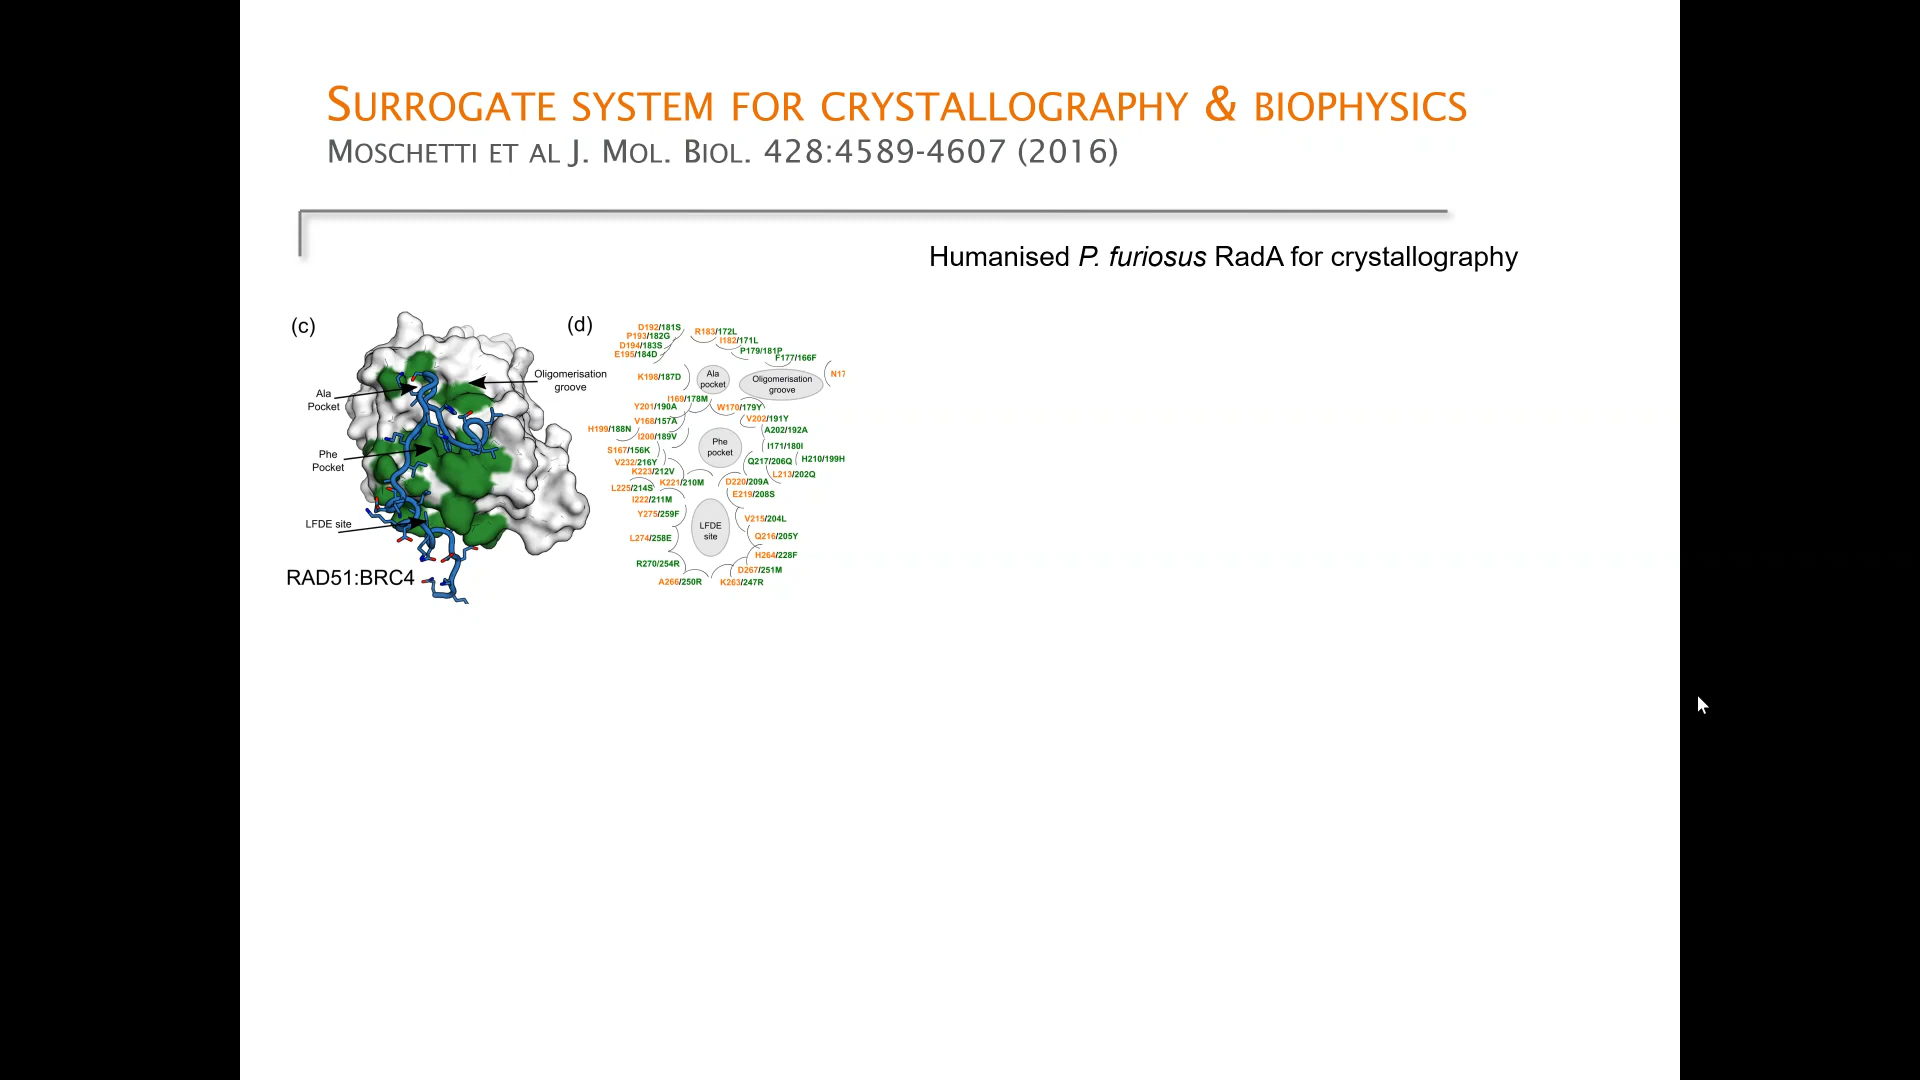 SURROGATE SYSTEM FOR CRYSTALLOGRAPHY & BIOPHYSICS
MOSCHETTI ET AL J. MOL. BIOL. 428:4589-4607 (2016)
Humanised P. furiosus RadA for crystallography
(c)
Ala
Pocket
Phe
Pocket
LFDE site
Oligomerisation
groove
RAD51:BRC4
(d)
D192/181S
P193/182G
D194/183S
E195/184D
R183/172L
I182/171L
P179/181P
F177/166F
K198/187D
Ala
pocket
Oligomerisation
groove
N17
I169/178M
Y201/190A
W170/179Y
V168/157A
V202/191Y
H199/188N
I200/189V
A202/192A
Phe
pocket
S167/156K
I171/180I
V232/216Y
Q217/206Q
H210/199H
K223/212V
L213/202Q
K221/210M
D220/209A
L225/214S
I222/211M
E219/208S
Y275/259F
V215/204L
LFDE
site
L274/258E
Q216/205Y
H264/228F
R270/254R
D267/251M
A266/250R
K263/247R